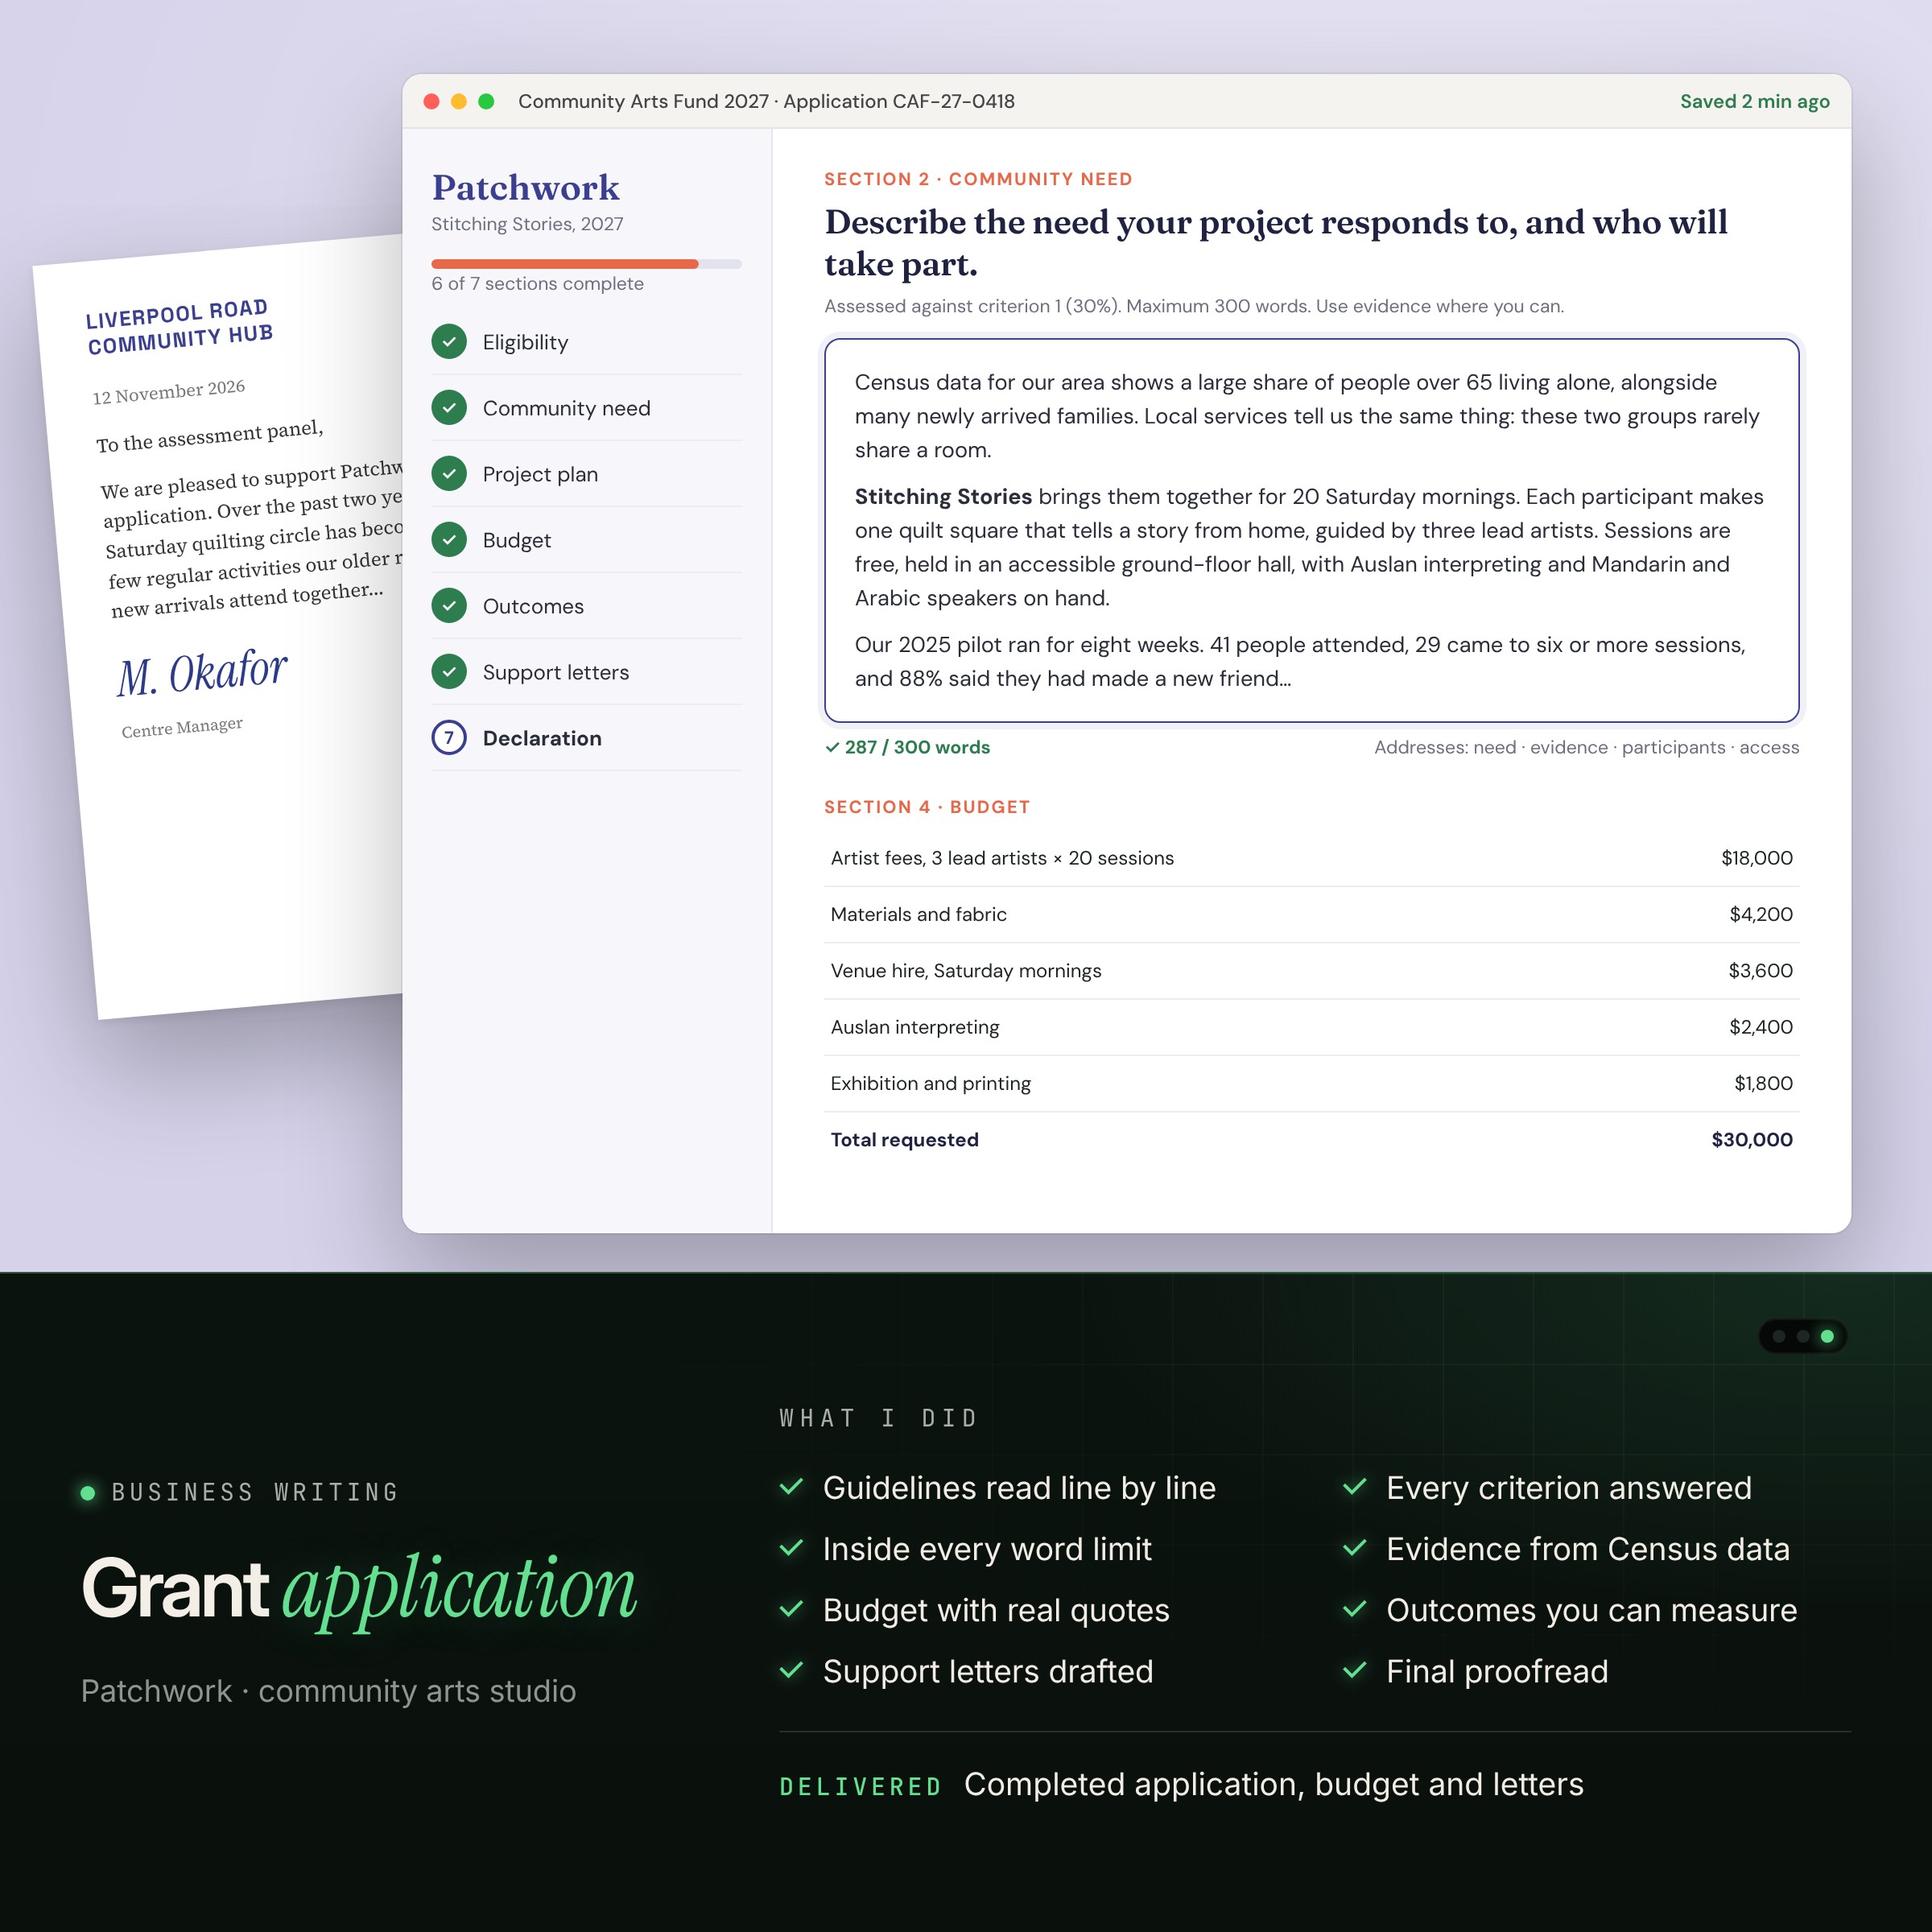 Community Arts Fund 2027 · Application CAF-27-0418
Saved 2 min ago
LIVERPOOL ROAD
COMMUNITY HUB
12 November 2026
To the assessment panel,
We are pleased to support Patchw
application. Over the past two ye
Saturday quilting circle has beco
few regular activities our older r
new arrivals attend together...
M. Okafor
Centre Manager
Patchwork
Stitching Stories, 2027
6 of 7 sections complete
Eligibility
Community need
Project plan
Budget
Outcomes
Support letters
7 Declaration
SECTION 2 · COMMUNITY NEED
Describe the need your project responds to, and who will
take part.
Assessed against criterion 1 (30%). Maximum 300 words. Use evidence where you can.
Census data for our area shows a large share of people over 65 living alone, alongside
many newly arrived families. Local services tell us the same thing: these two groups rarely
share a room.
Stitching Stories brings them together for 20 Saturday mornings. Each participant makes
one quilt square that tells a story from home, guided by three lead artists. Sessions are
free, held in an accessible ground-floor hall, with Auslan interpreting and Mandarin and
Arabic speakers on hand.
Our 2025 pilot ran for eight weeks. 41 people attended, 29 came to six or more sessions,
and 88% said they had made a new friend...
✓ 287 / 300 words
Addresses: need · evidence · participants · access
SECTION 4 · BUDGET
Artist fees, 3 lead artists × 20 sessions $18,000
Materials and fabric $4,200
Venue hire, Saturday mornings $3,600
Auslan interpreting $2,400
Exhibition and printing $1,800
Total requested $30,000
BUSINESS WRITING
Grant application
Patchwork · community arts studio
WHAT I DID
✓ Guidelines read line by line
✓ Every criterion answered
✓ Inside every word limit
✓ Evidence from Census data
✓ Budget with real quotes
✓ Outcomes you can measure
✓ Support letters drafted
✓ Final proofread
DELIVERED Completed application, budget and letters